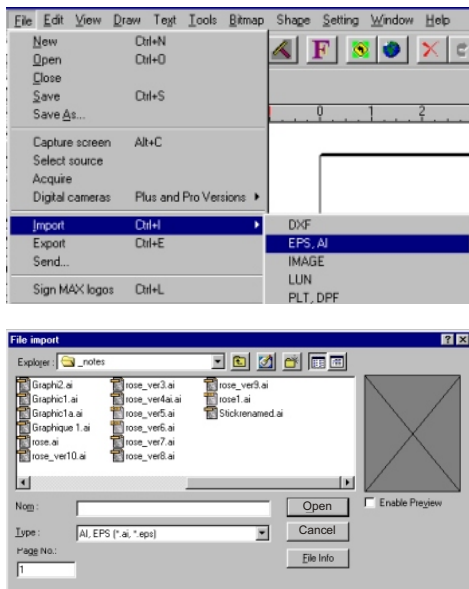 File Edit View Draw Text Tools Bitmap Shape Setting Window Help
New Ctrl+N
Open Ctrl+O
Close
Save Ctrl+S
Save As...
0 1 2
Capture screen Alt+C
Select source
Acquire
Digital cameras Plus and Pro Versions
Import Ctrl+I DXF
Export Ctrl+E EPS, AI
Send... IMAGE
LUN
Sign MAX logos Ctrl+L PLT, DPF
File import
Explorer : _notes
Graphi2.ai rose_ver3.ai rose_ver9.ai
Graphic1.ai rose_ver4ai.ai rose1.ai
Graphic1a.ai rose_ver5.ai Stickrenamed.ai
Graphique 1.ai rose_ver6.ai
rose.ai rose_ver7.ai
rose_ver10.ai rose_ver8.ai
Nom : Open Enable Preview
Type : AI, EPS (*.ai, *.eps) Cancel
Page No.: File Info
1